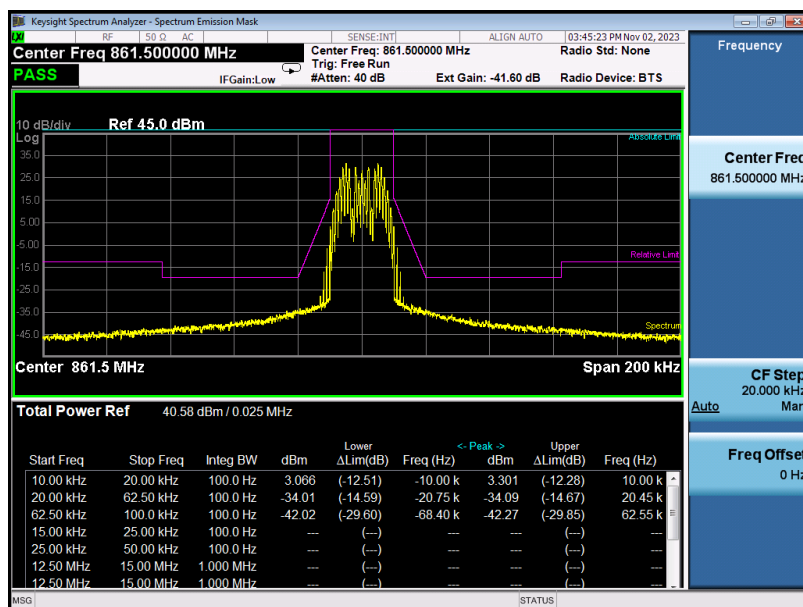 Keysight Spectrum Analyzer - Spectrum Emission Mask
LXI RF 50 Ω AC SENSE:INT ALIGN AUTO 03:45:23 PM Nov 02, 2023
Center Freq 861.500000 MHz Center Freq: 861.500000 MHz Radio Std: None
Trig: Free Run
PASS IFGain:Low #Atten: 40 dB Ext Gain: -41.60 dB Radio Device: BTS
10 dB/div Ref 45.0 dBm
Log Absolute Limit
35.0
25.0
15.0
5.00
-5.00
Relative Limit
-15.0
-25.0
-35.0
Spectrum
-45.0
Center 861.5 MHz Span 200 kHz
Total Power Ref 40.58 dBm / 0.025 MHz
Lower <- Peak -> Upper
Start Freq Stop Freq Integ BW dBm ΔLim(dB) Freq (Hz) dBm ΔLim(dB) Freq (Hz)
10.00 kHz 20.00 kHz 100.0 Hz 3.066 (-12.51) -10.00 k 3.301 (-12.28) 10.00 k
20.00 kHz 62.50 kHz 100.0 Hz -34.01 (-14.59) -20.75 k -34.09 (-14.67) 20.45 k
62.50 kHz 100.0 kHz 100.0 Hz -42.02 (-29.60) -68.40 k -42.27 (-29.85) 62.55 k
15.00 kHz 25.00 kHz 100.0 Hz --- (---) --- --- (---) ---
25.00 kHz 50.00 kHz 100.0 Hz --- (---) --- --- (---) ---
12.50 MHz 15.00 MHz 1.000 MHz --- (---) --- --- (---) ---
12.50 MHz 15.00 MHz 1.000 MHz --- (---) --- --- (---) ---
MSG STATUS
Frequency
Center Freq
861.500000 MHz
CF Step
20.000 kHz
Auto Man
Freq Offset
0 Hz